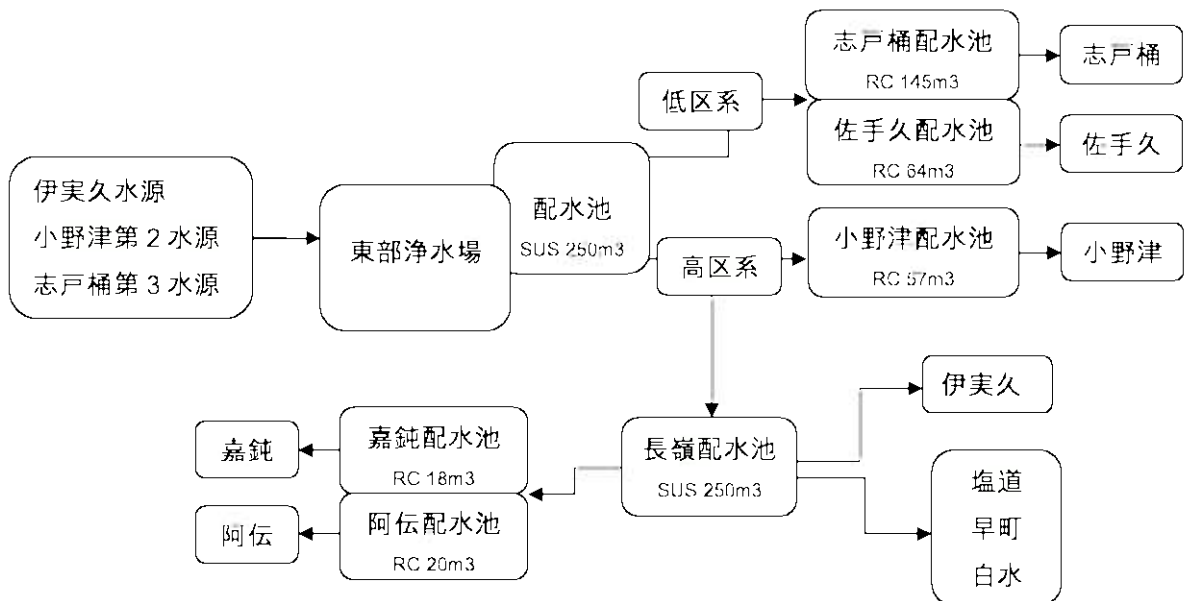 伊実久水源
小野津第2水源
志戸桶第3水源
東部浄水場
配水池
SUS 250m3
低区系
高区系
志戸桶配水池
RC 145m3
佐手久配水池
RC 64m3
小野津配水池
RC 57m3
志戸桶
佐手久
小野津
長嶺配水池
SUS 250m3
伊実久
塩道
早町
白水
嘉鈍配水池
RC 18m3
阿伝配水池
RC 20m3
嘉鈍
阿伝